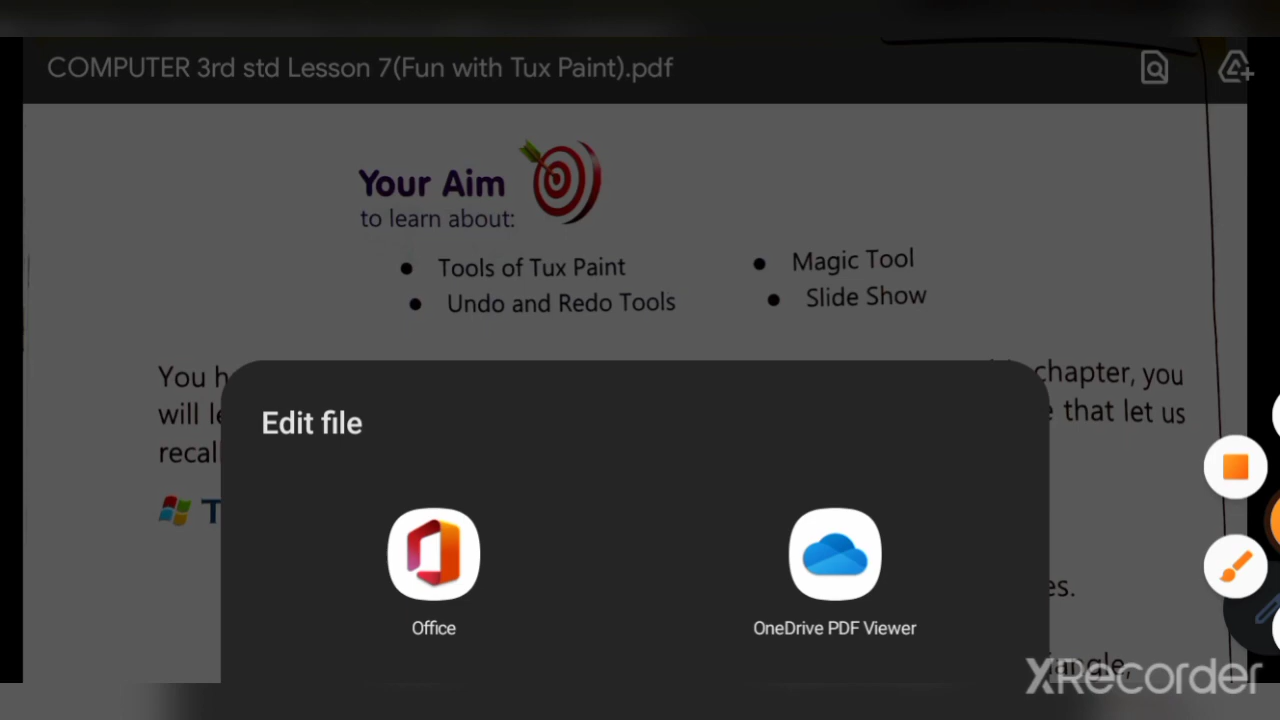 COMPUTER 3rd std Lesson 7(Fun with Tux Paint).pdf
Your Aim
to learn about:
● Tools of Tux Paint ● Magic Tool
● Undo and Redo Tools ● Slide Show
You chapter, you
will that let us
recal
Edit file
Office OneDrive PDF Viewer
XRecorder